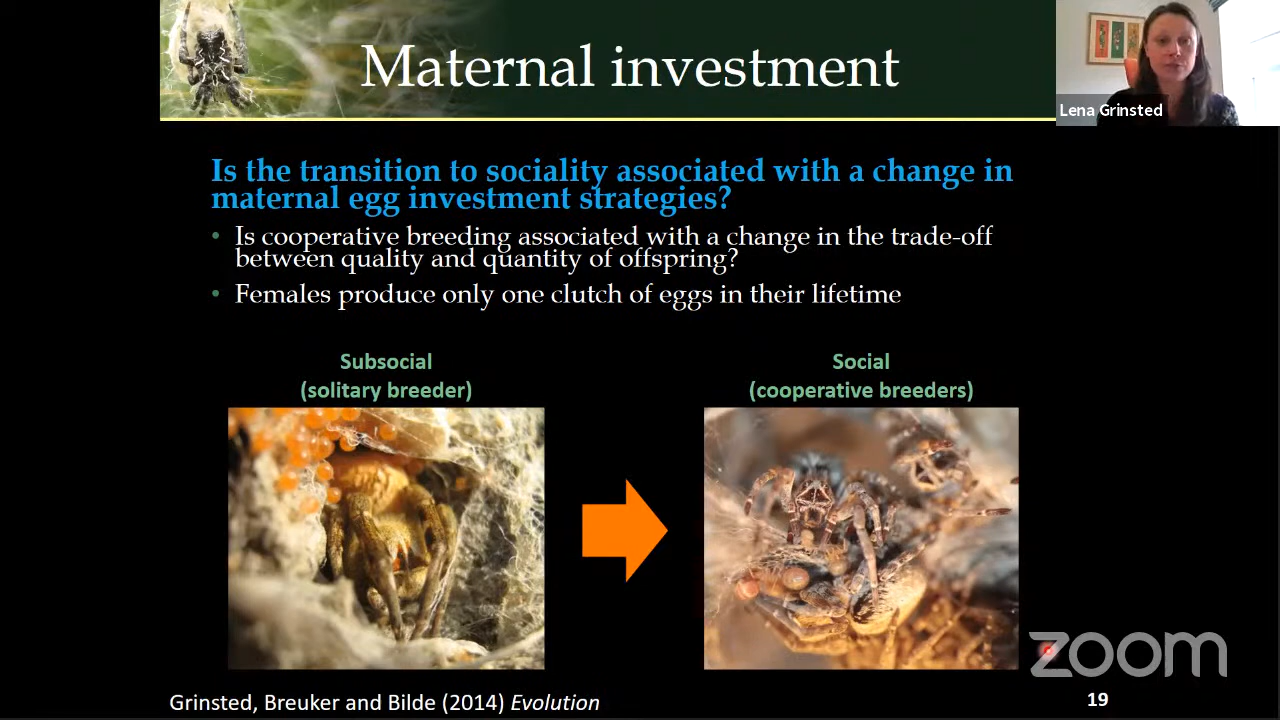 Maternal investment
Lena Grinsted
Is the transition to sociality associated with a change in
maternal egg investment strategies?
• Is cooperative breeding associated with a change in the trade-off
between quality and quantity of offspring?
• Females produce only one clutch of eggs in their lifetime
Subsocial
(solitary breeder)
Social
(cooperative breeders)
zoom
Grinsted, Breuker and Bilde (2014) Evolution
19